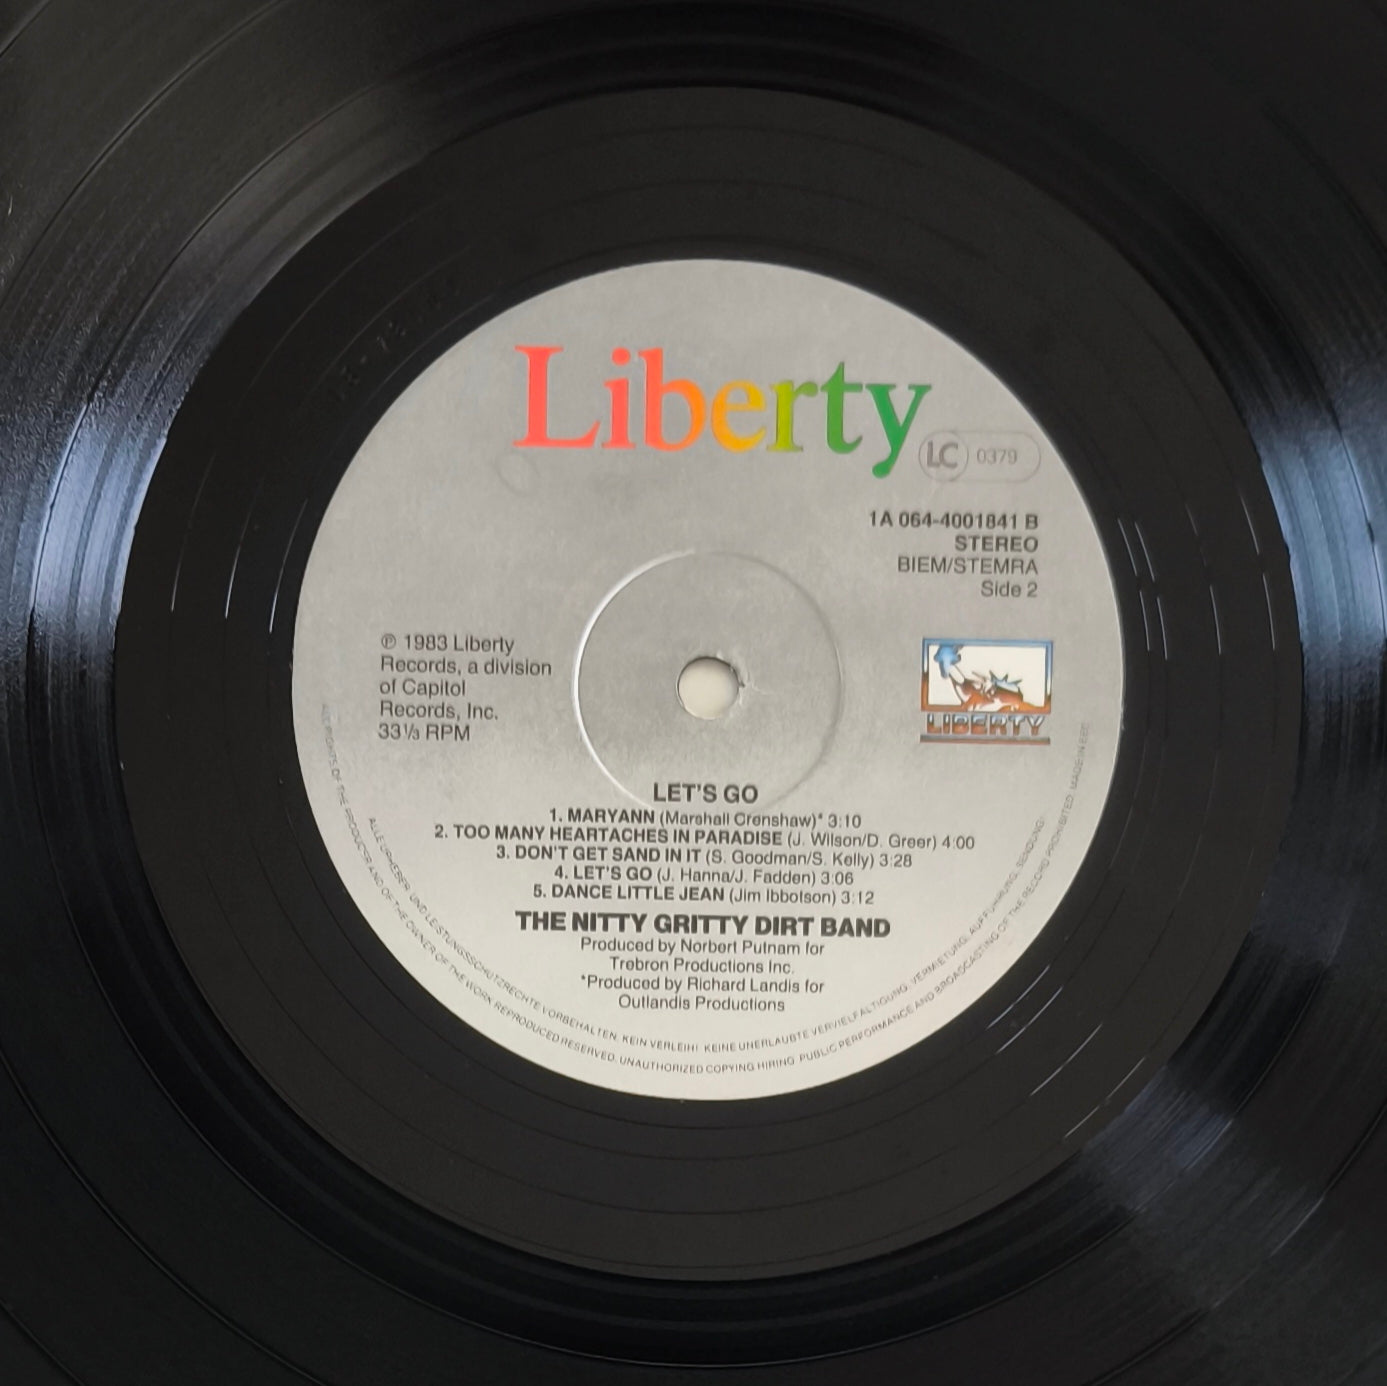 Liberty
LC 0379
1A 064-4001841 B
STEREO
BIEM/STEMRA
Side 2
℗ 1983 Liberty
Records, a division
of Capitol
Records, Inc.
33⅓ RPM
LIBERTY
LET'S GO
1. MARYANN (Marshall Crenshaw)* 3:10
2. TOO MANY HEARTACHES IN PARADISE (J. Wilson/D. Greer) 4:00
3. DON'T GET SAND IN IT (S. Goodman/S. Kelly) 3:28
4. LET'S GO (J. Hanna/J. Fadden) 3:06
5. DANCE LITTLE JEAN (Jim Ibbotson) 3:12
THE NITTY GRITTY DIRT BAND
Produced by Norbert Putnam for
Trebron Productions Inc.
*Produced by Richard Landis for
Outlandis Productions
ALLE URHEBER- UND LEISTUNGSSCHUTZRECHTE VORBEHALTEN. KEIN VERLEIH! KEINE UNERLAUBTE VERVIELFÄLTIGUNG, VERMIETUNG, AUFFÜHRUNG, SENDUNG!
ALL RIGHTS OF THE PRODUCER AND OF THE OWNER OF THE WORK REPRODUCED RESERVED. UNAUTHORIZED COPYING HIRING PUBLIC PERFORMANCE AND BROADCASTING OF THE RECORD PROHIBITED. MADE IN EEC